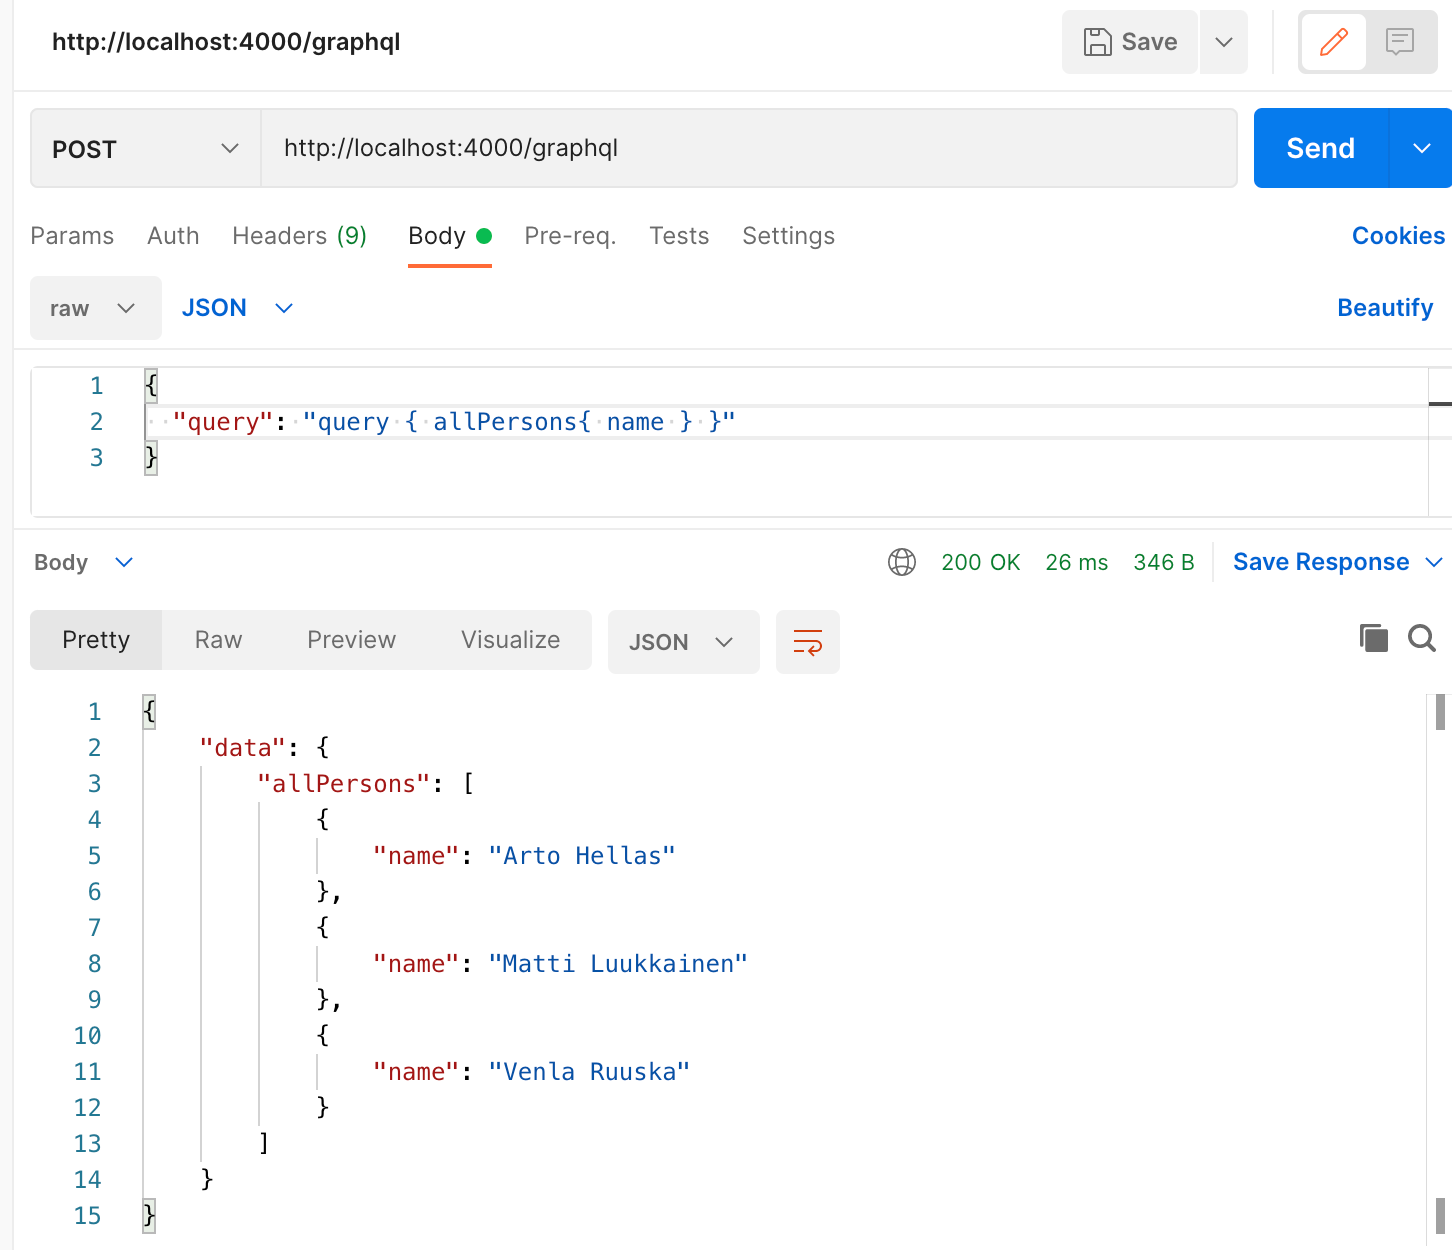 http://localhost:4000/graphql Save
POST http://localhost:4000/graphql Send
Params Auth Headers (9) Body Pre-req. Tests Settings Cookies
raw JSON Beautify
1 {
2 "query": "query { allPersons{ name } }"
3 }
Body 200 OK 26 ms 346 B Save Response
Pretty Raw Preview Visualize JSON
1 {
2 "data": {
3 "allPersons": [
4 {
5 "name": "Arto Hellas"
6 },
7 {
8 "name": "Matti Luukkainen"
9 },
10 {
11 "name": "Venla Ruuska"
12 }
13 ]
14 }
15 }